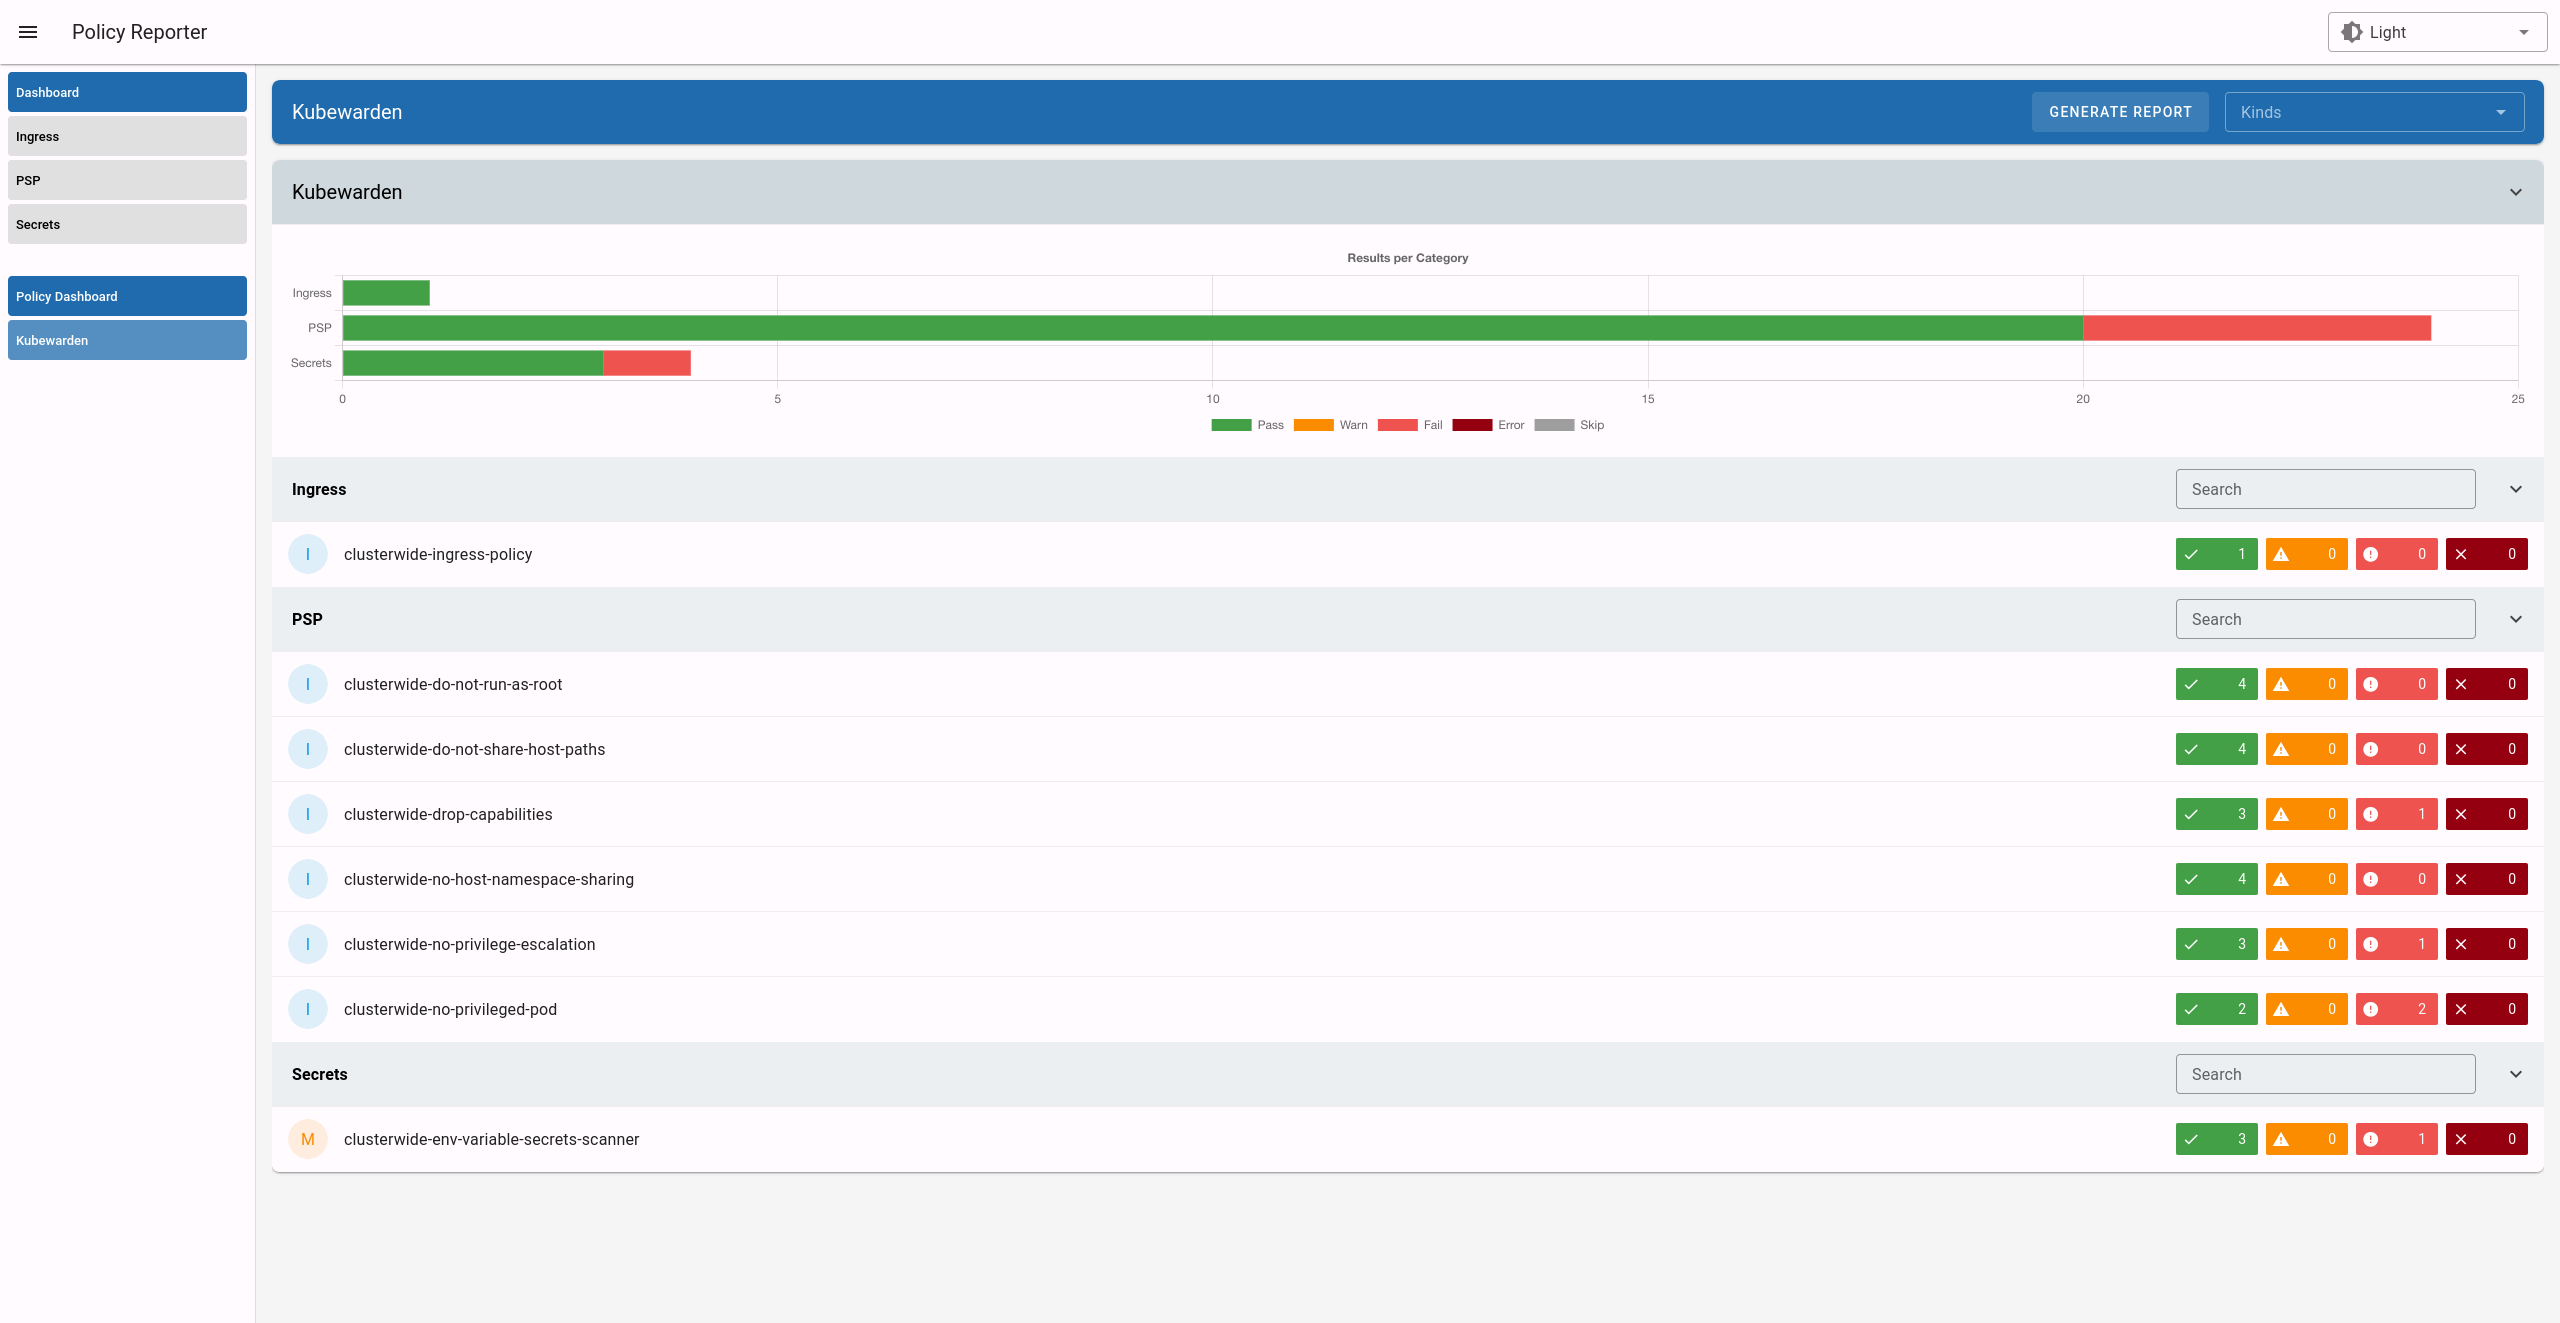 Policy Reporter
Light
Dashboard
Ingress
PSP
Secrets
Policy Dashboard
Kubewarden
Kubewarden
GENERATE REPORT
Kinds
Kubewarden
Results per Category
Ingress
PSP
Secrets
0 5 10 15 20 25
Pass Warn Fail Error Skip
Ingress
Search
I clusterwide-ingress-policy 1 0 0 0
PSP
Search
I clusterwide-do-not-run-as-root 4 0 0 0
I clusterwide-do-not-share-host-paths 4 0 0 0
I clusterwide-drop-capabilities 3 0 1 0
I clusterwide-no-host-namespace-sharing 4 0 0 0
I clusterwide-no-privilege-escalation 3 0 1 0
I clusterwide-no-privileged-pod 2 0 2 0
Secrets
Search
M clusterwide-env-variable-secrets-scanner 3 0 1 0